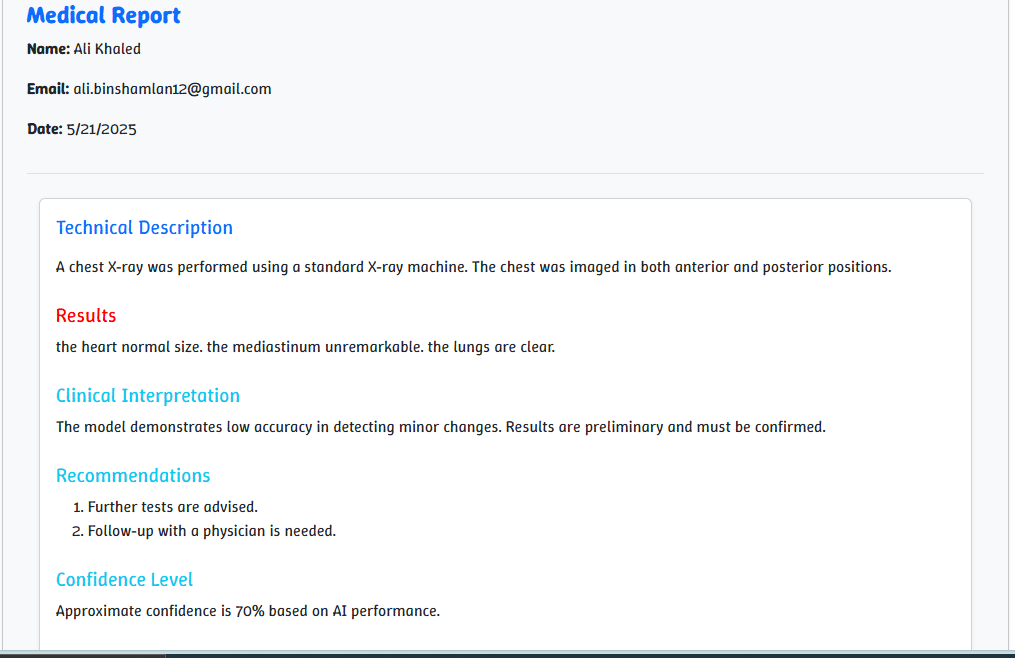 Medical Report
Name: Ali Khaled
Email: ali.binshamlan12@gmail.com
Date: 5/21/2025
Technical Description
A chest X-ray was performed using a standard X-ray machine. The chest was imaged in both anterior and posterior positions.
Results
the heart normal size. the mediastinum unremarkable. the lungs are clear.
Clinical Interpretation
The model demonstrates low accuracy in detecting minor changes. Results are preliminary and must be confirmed.
Recommendations
1. Further tests are advised.
2. Follow-up with a physician is needed.
Confidence Level
Approximate confidence is 70% based on AI performance.